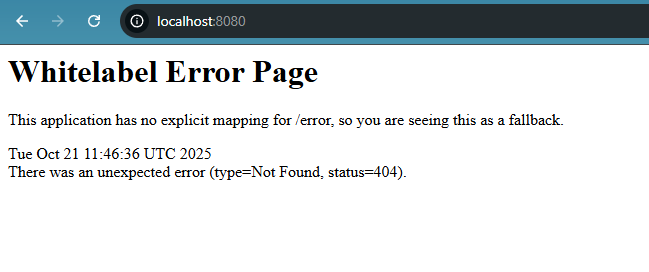 localhost:8080
Whitelabel Error Page
This application has no explicit mapping for /error, so you are seeing this as a fallback.
Tue Oct 21 11:46:36 UTC 2025
There was an unexpected error (type=Not Found, status=404).